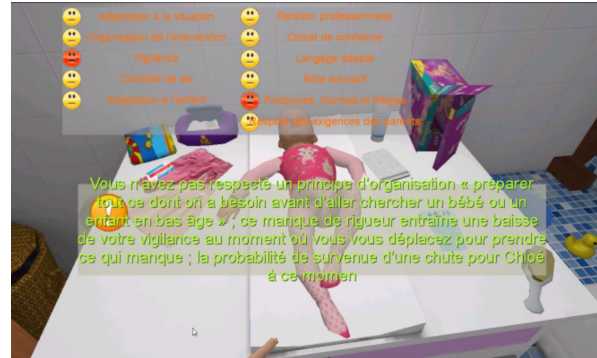 Adaptation à la situation
Relation professionnelle
Organisation de l'intervention
Climat de confiance
Vigilance
Langage adapté
Contrôle de soi
Rôle éducatif
Adaptation à l'enfant
Protocoles, Normes et Règles
Respect des exigences des parents
Vous n'avez pas respecté un principe d'organisation « préparer
tout ce dont on a besoin avant d'aller chercher un bébé ou un
enfant en bas âge » ; ce manque de rigueur entraîne une baisse
de votre vigilance au moment où vous vous déplacez pour prendre
ce qui manque ; la probabilité de survenue d'une chute pour Chloé
à ce momen